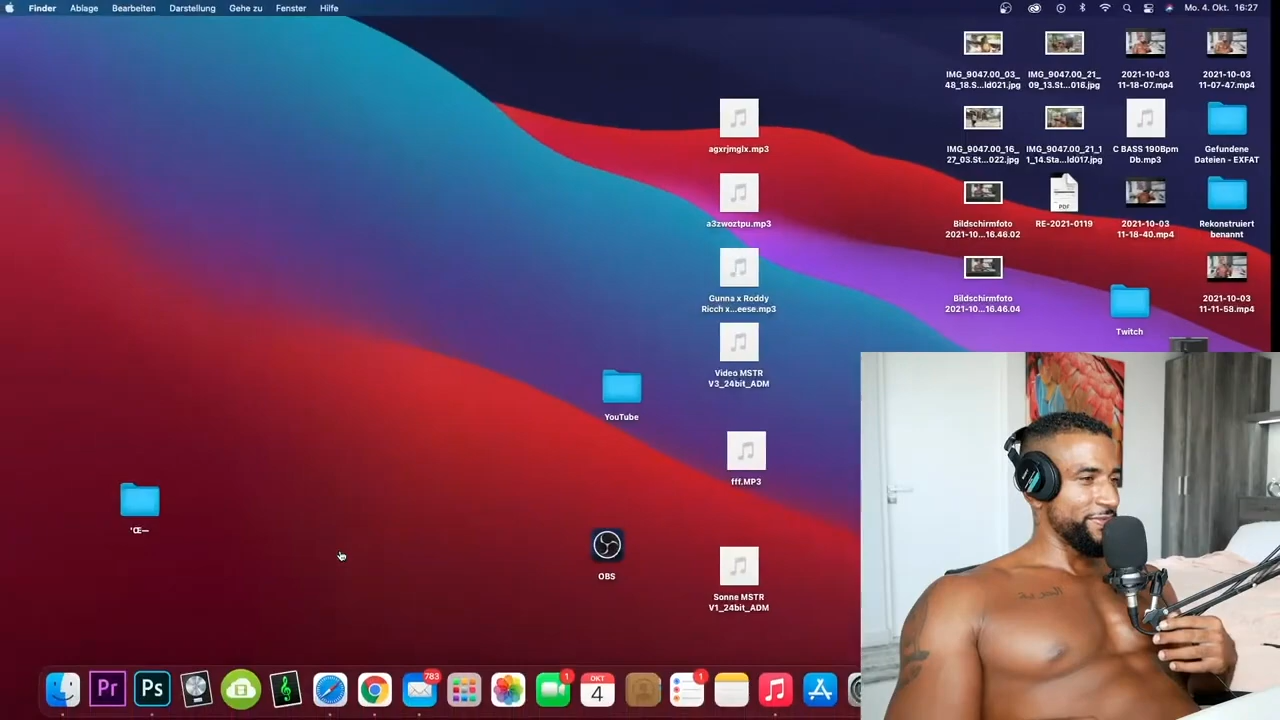 Finder Ablage Bearbeiten Darstellung Gehe zu Fenster Hilfe
Mo. 4. Okt. 16:27
IMG_9047.00_03_
48_18.S...ld021.jpg
IMG_9047.00_21_
09_13.St...016.jpg
2021-10-03
11-18-07.mp4
2021-10-03
11-07-47.mp4
agxrjmglx.mp3
IMG_9047.00_16_
27_03.St...022.jpg
IMG_9047.00_21_1
1_14.Sta...ld017.jpg
C BASS 190Bpm
Db.mp3
Gefundene
Dateien - EXFAT
a3zwoztpu.mp3
Bildschirmfoto
2021-10...16.46.02
PDF
RE-2021-0119
2021-10-03
11-18-40.mp4
Rekonstruiert
benannt
Gunna x Roddy
Ricch x...eese.mp3
Bildschirmfoto
2021-10...16.46.04
Twitch
2021-10-03
11-11-58.mp4
Video MSTR
V3_24bit_ADM
YouTube
fff.MP3
'Œ—
OBS
Sonne MSTR
V1_24bit_ADM
Pr
Ps
783
1
OKT
4
1